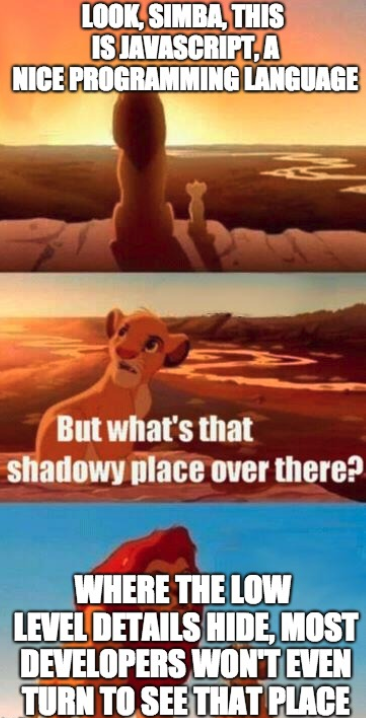 LOOK, SIMBA, THIS
IS JAVASCRIPT, A
NICE PROGRAMMING LANGUAGE
But what's that
shadowy place over there?
WHERE THE LOW
LEVEL DETAILS HIDE, MOST
DEVELOPERS WON'T EVEN
TURN TO SEE THAT PLACE